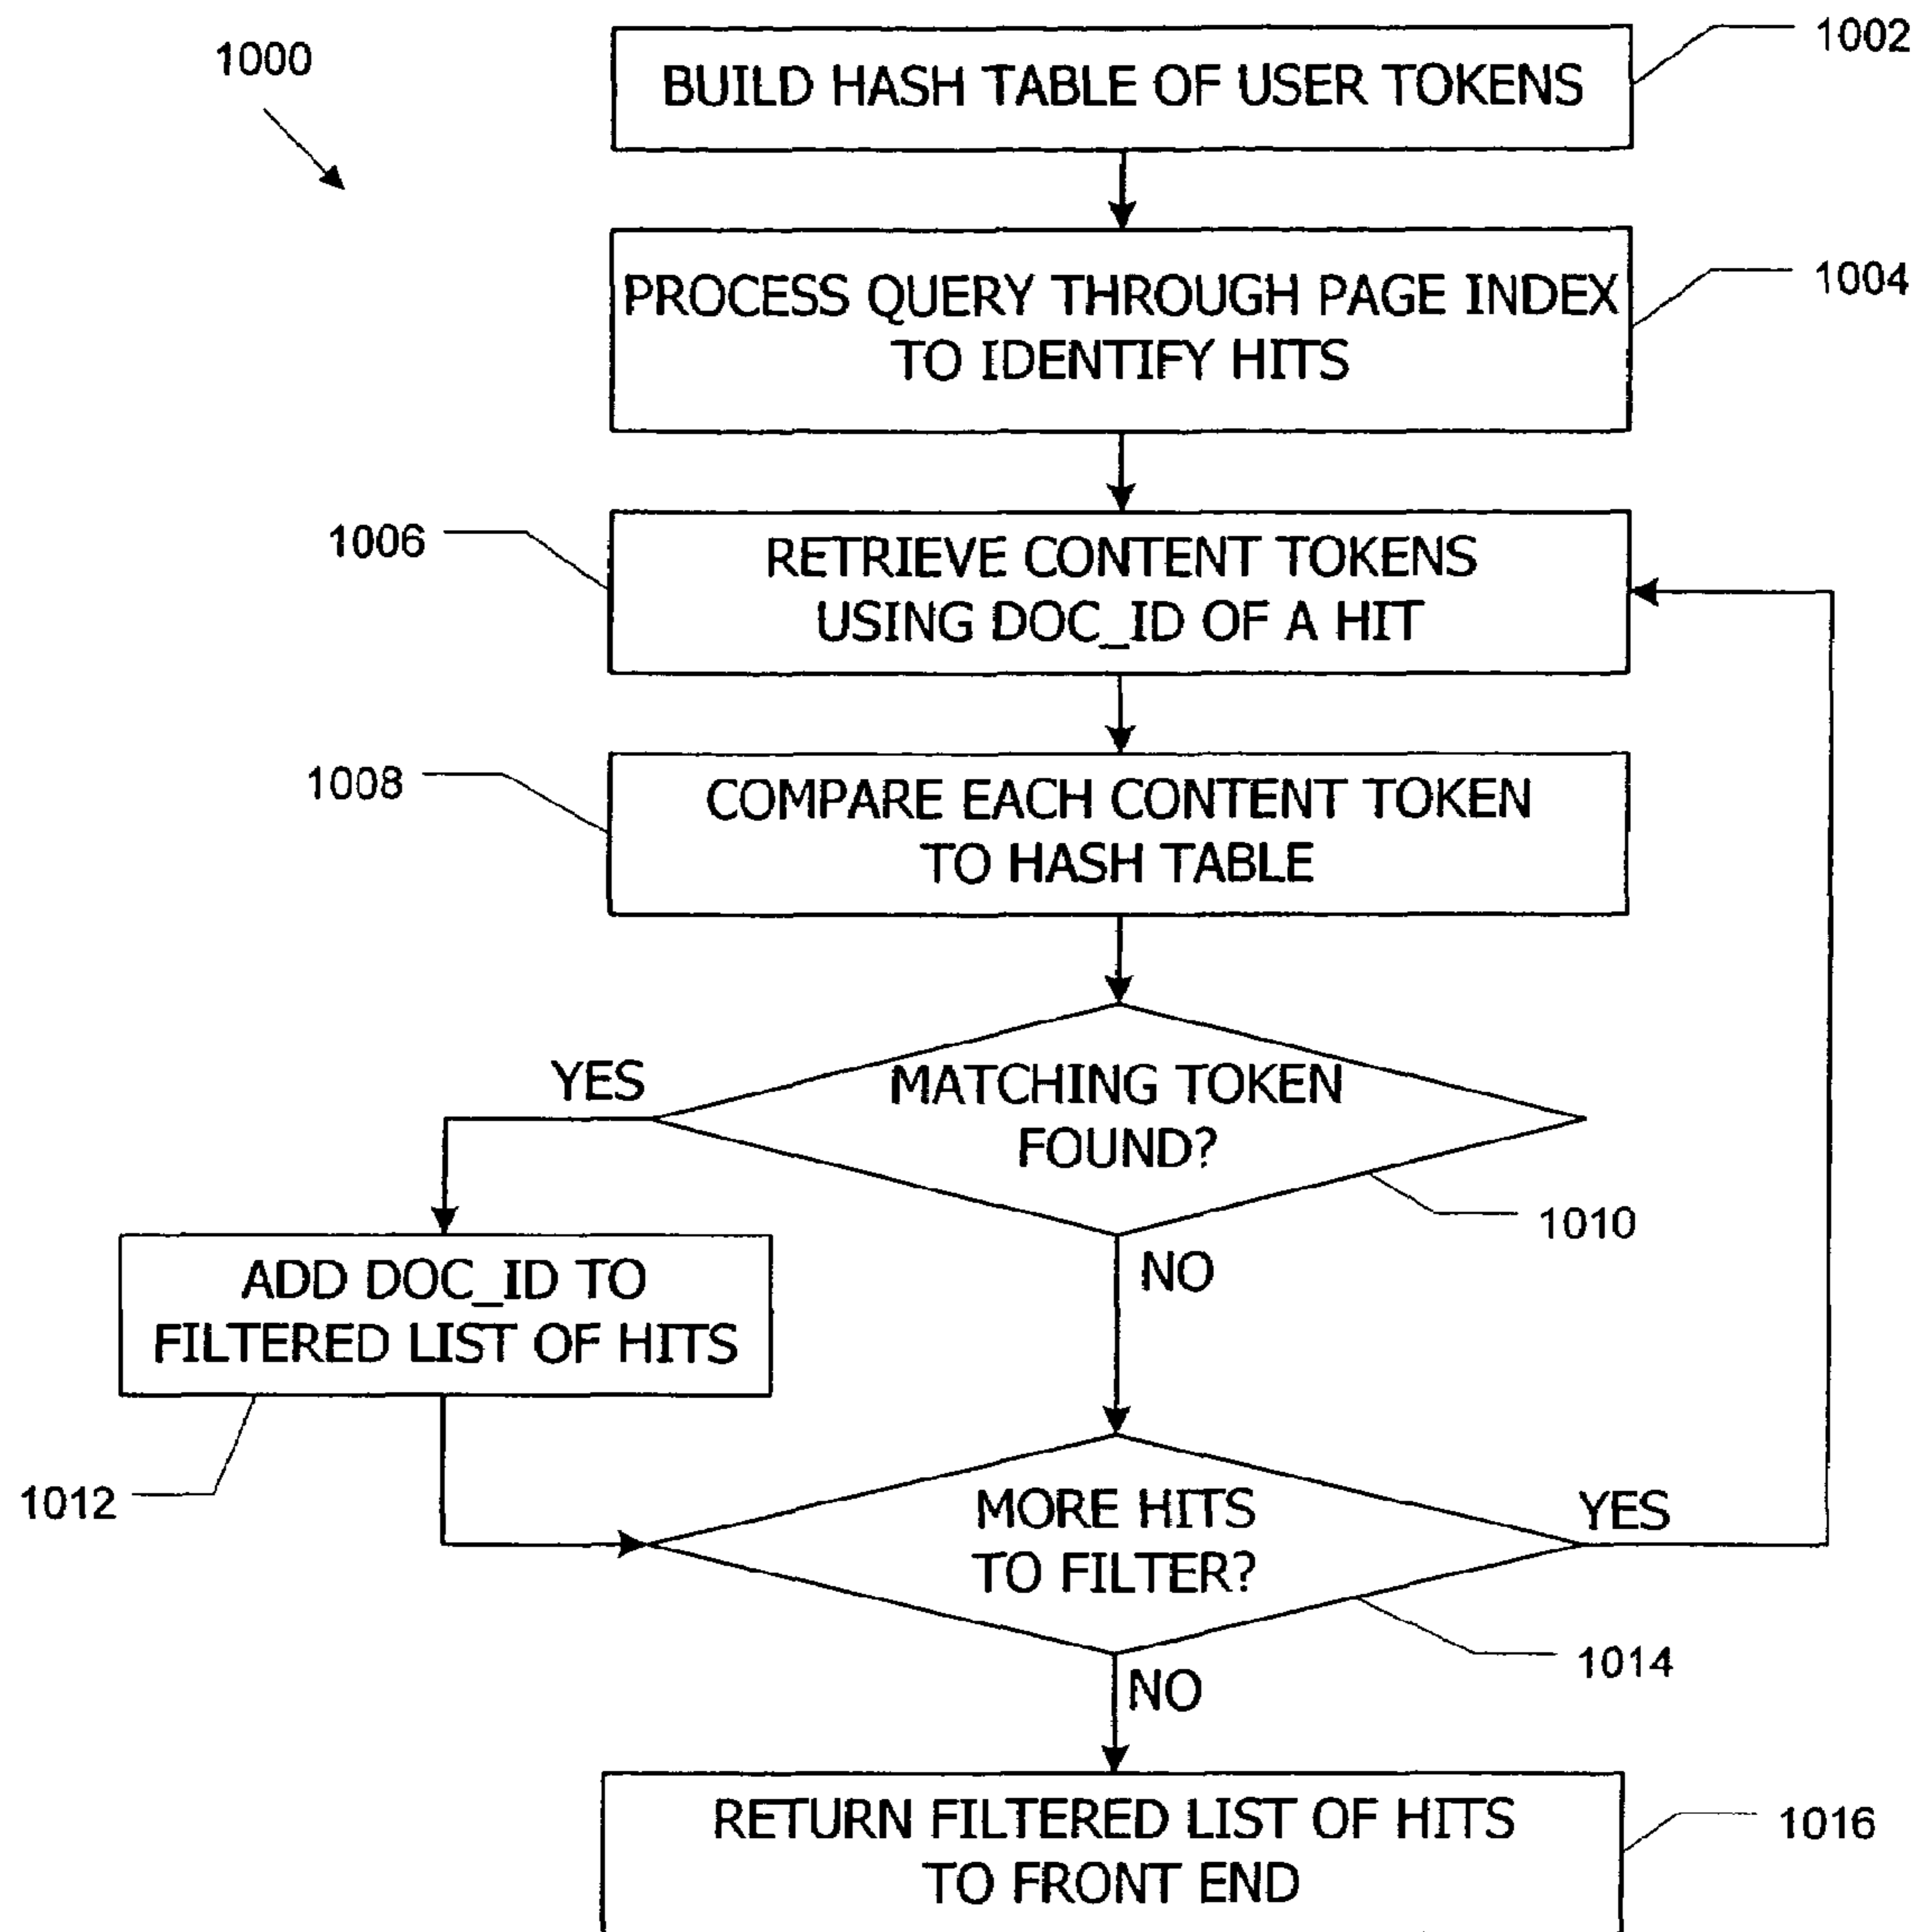 1000
1002
BUILD HASH TABLE OF USER TOKENS
1004
PROCESS QUERY THROUGH PAGE INDEX
TO IDENTIFY HITS
1006
RETRIEVE CONTENT TOKENS
USING DOC_ID OF A HIT
1008
COMPARE EACH CONTENT TOKEN
TO HASH TABLE
YES
MATCHING TOKEN
FOUND?
1010
NO
ADD DOC_ID TO
FILTERED LIST OF HITS
1012
MORE HITS
TO FILTER?
YES
1014
NO
RETURN FILTERED LIST OF HITS
TO FRONT END
1016